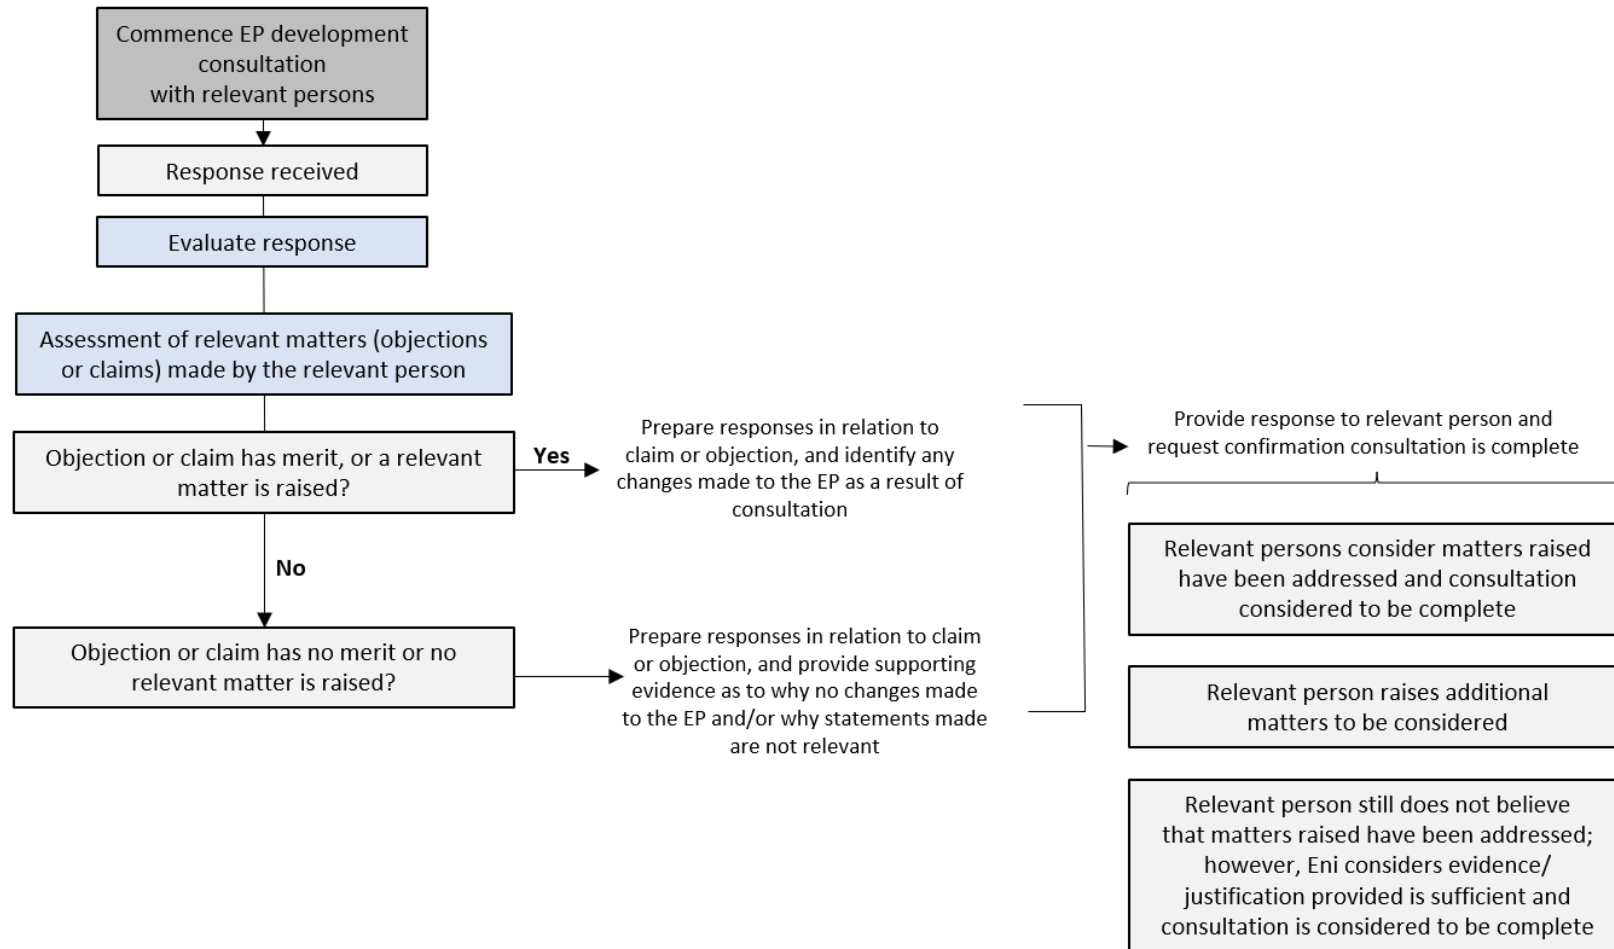 Commence EP development
consultation
with relevant persons
Response received
Evaluate response
Assessment of relevant matters (objections
or claims) made by the relevant person
Objection or claim has merit, or a relevant
matter is raised?
Yes
Prepare responses in relation to
claim or objection, and identify any
changes made to the EP as a result of
consultation
No
Objection or claim has no merit or no
relevant matter is raised?
Prepare responses in relation to claim
or objection, and provide supporting
evidence as to why no changes made
to the EP and/or why statements made
are not relevant
Provide response to relevant person and
request confirmation consultation is complete
Relevant persons consider matters raised
have been addressed and consultation
considered to be complete
Relevant person raises additional
matters to be considered
Relevant person still does not believe
that matters raised have been addressed;
however, Eni considers evidence/
justification provided is sufficient and
consultation is considered to be complete